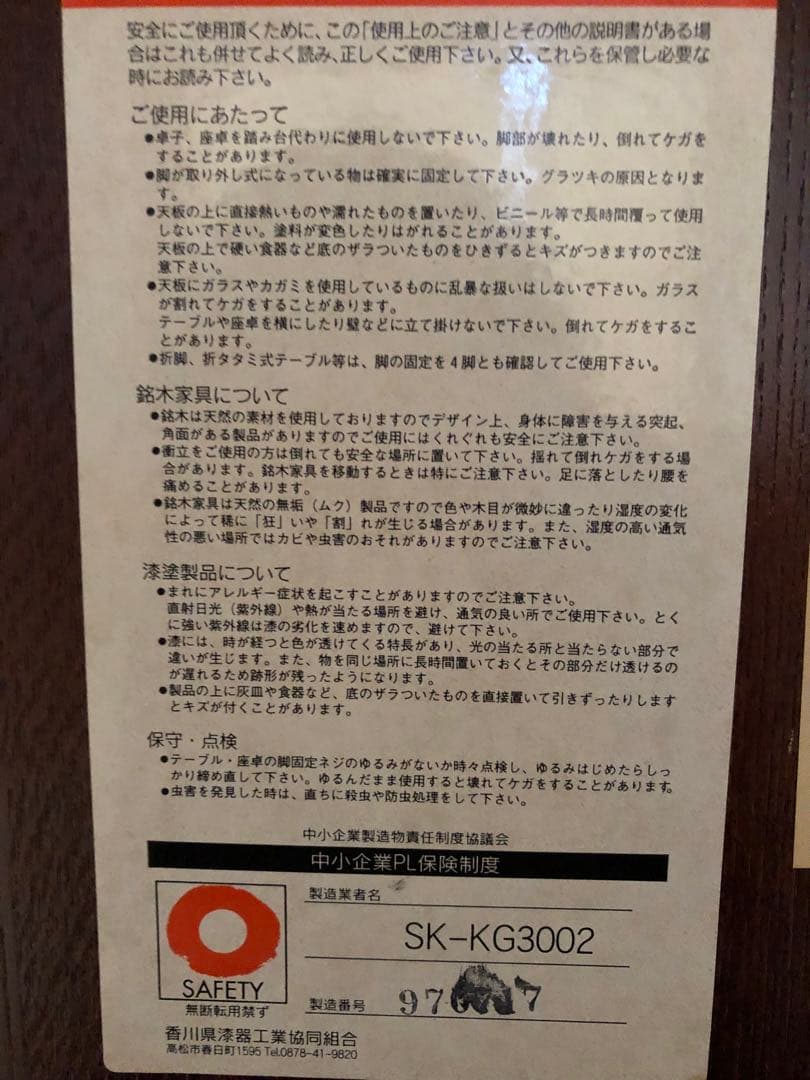 安全にご使用頂くために、この「使用上のご注意」とその他の説明書がある場
合はこれも併せてよく読み、正しくご使用下さい。又、これらを保管し必要な
時にお読み下さい。
ご使用にあたって
●卓子、座卓を踏み台代わりに使用しないで下さい。脚部が壊れたり、倒れてケガを
することがあります。
●脚が取り外し式になっている物は確実に固定して下さい。グラツキの原因となりま
す。
●天板の上に直接熱いものや濡れたものを置いたり、ビニール等で長時間覆って使用
しないで下さい。塗料が変色したりはがれることがあります。
天板の上で硬い食器など底のザラついたものをひきずるとキズがつきますのでご注
意下さい。
●天板にガラスやカガミを使用しているものに乱暴な扱いはしないで下さい。ガラス
が割れてケガをすることがあります。
テーブルや座卓を横にしたり壁などに立て掛けないで下さい。倒れてケガをするこ
とがあります。
●折脚、折タタミ式テーブル等は、脚の固定を4脚とも確認してご使用下さい。
銘木家具について
●銘木は天然の素材を使用しておりますのでデザイン上、身体に障害を与える突起、
角面がある製品がありますのでご使用にはくれぐれも安全にご注意下さい。
●衝立をご使用の方は倒れても安全な場所に置いて下さい。揺れて倒れケガをする場
合があります。銘木家具を移動するときは特にご注意下さい。足に落としたり腰を
痛めることがあります。
●銘木家具は天然の無垢（ムク）製品ですので色や木目が微妙に違ったり湿度の変化
によって稀に「狂」いや「割」れが生じる場合があります。また、湿度の高い通気
性の悪い場所ではカビや虫害のおそれがありますのでご注意下さい。
漆塗製品について
●まれにアレルギー症状を起こすことがありますのでご注意下さい。
直射日光（紫外線）や熱が当たる場所を避け、通気の良い所でご使用下さい。とく
に強い紫外線は漆の劣化を速めますので、避けて下さい。
●漆には、時が経つと色が透けてくる特長があり、光の当たる所と当たらない部分で
違いが生じます。また、物を同じ場所に長時間置いておくとその部分だけ透けるの
が遅れるため跡形が残ったようになります。
●製品の上に灰皿や食器など、底のザラついたものを直接置いて引きずったりします
とキズが付くことがあります。
保守・点検
●テーブル・座卓の脚固定ネジのゆるみがないか時々点検し、ゆるみはじめたらしっ
かり締め直して下さい。ゆるんだまま使用すると壊れてケガをすることがあります。
●虫害を発見した時は、直ちに殺虫や防虫処理をして下さい。
中小企業製造物責任制度協議会
中小企業PL保険制度
製造業者名
SK-KG3002
SAFETY
製造番号
無断転用禁ず
香川県漆器工業協同組合
高松市春日町1595 Tel.0878-41-9820